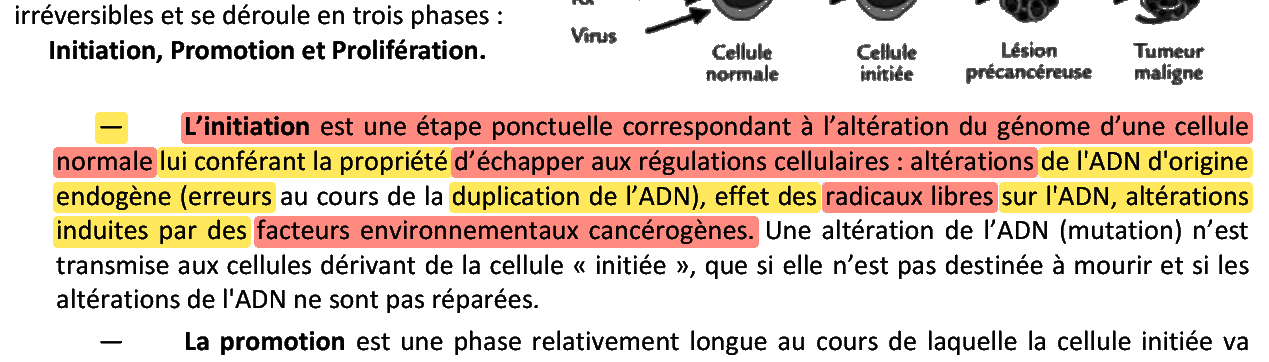 irréversibles et se déroule en trois phases :
Initiation, Promotion et Prolifération.
Virus
Cellule normale
Cellule initiée
Lésion précancéreuse
Tumeur maligne
— L’initiation est une étape ponctuelle correspondant à l’altération du génome d’une cellule
normale lui conférant la propriété d’échapper aux régulations cellulaires : altérations de l'ADN d'origine
endogène (erreurs au cours de la duplication de l’ADN), effet des radicaux libres sur l'ADN, altérations
induites par des facteurs environnementaux cancérogènes. Une altération de l’ADN (mutation) n’est
transmise aux cellules dérivant de la cellule « initiée », que si elle n’est pas destinée à mourir et si les
altérations de l'ADN ne sont pas réparées.
— La promotion est une phase relativement longue au cours de laquelle la cellule initiée va